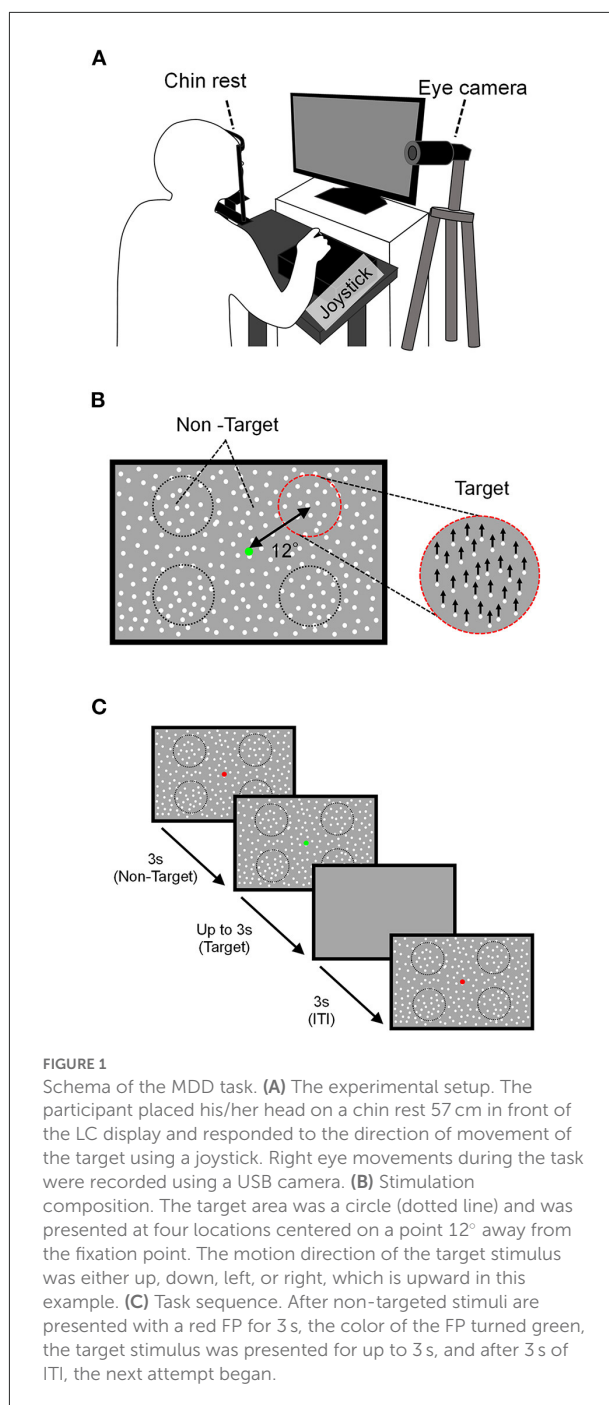 A
Chin rest
Eye camera
Joystick
B
Non -Target
Target
12°
C
3s
(Non-Target)
Up to 3s
(Target)
3s
(ITI)
FIGURE 1
Schema of the MDD task. (A) The experimental setup. The
participant placed his/her head on a chin rest 57 cm in front of
the LC display and responded to the direction of movement of
the target using a joystick. Right eye movements during the task
were recorded using a USB camera. (B) Stimulation
composition. The target area was a circle (dotted line) and was
presented at four locations centered on a point 12° away from
the fixation point. The motion direction of the target stimulus
was either up, down, left, or right, which is upward in this
example. (C) Task sequence. After non-targeted stimuli are
presented with a red FP for 3 s, the color of the FP turned green,
the target stimulus was presented for up to 3 s, and after 3 s of
ITI, the next attempt began.